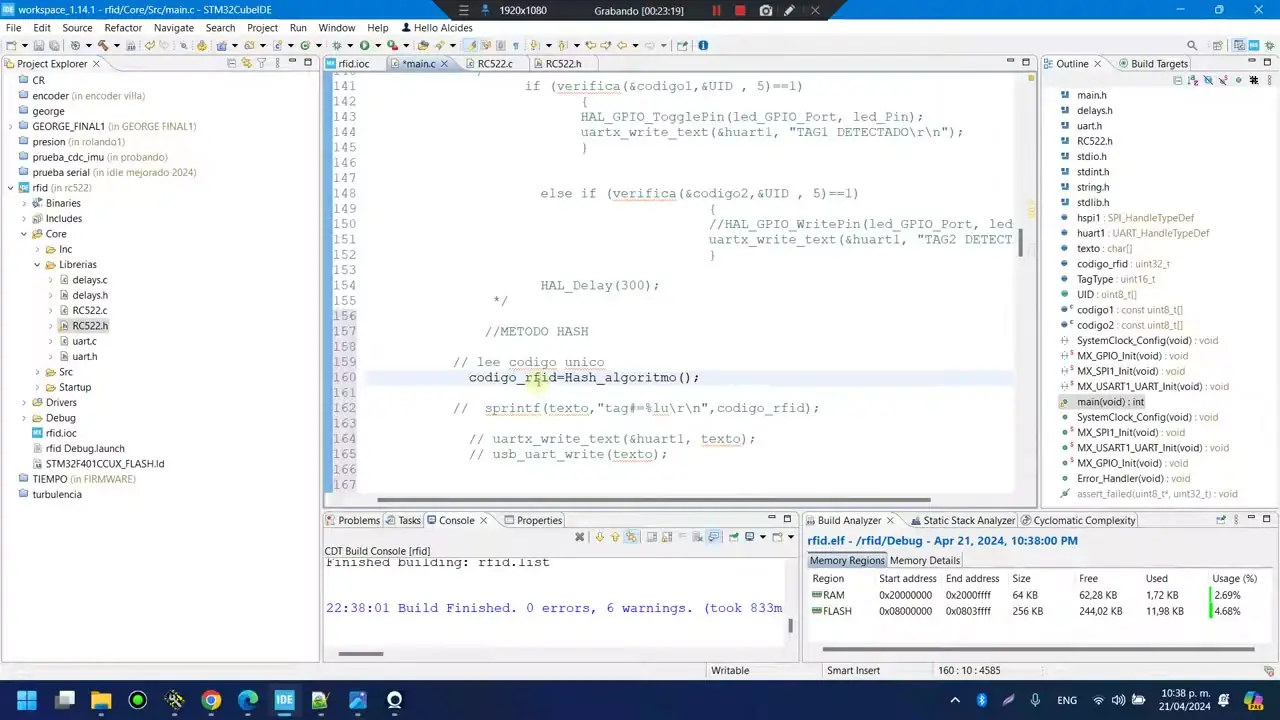 workspace_1.14.1 - rfid/Core/Src/main.c - STM32CubeIDE
1920x1080
Grabando (00:23:19)
File Edit Source Refactor Navigate Search Project Run Window Help Hello Alcides
Project Explorer
CR
encoder (in encoder villa)
george
GEORGE_FINAL1 (in GEORGE FINAL1)
presion (in rolando1)
prueba_cdc_imu (in probando)
prueba serial (in idle mejorado 2024)
rfid (in rc522)
Binaries
Includes
Core
Inc
Librerias
delays.c
delays.h
RC522.c
RC522.h
uart.c
uart.h
Src
Startup
Drivers
Debug
rfid.ioc
rfid Debug.launch
STM32F401CCUX_FLASH.ld
TIEMPO (in FIRMWARE)
turbulencia
rfid.ioc *main.c RC522.c RC522.h
141 if (verifica(&codigo1,&UID , 5)==1)
142 {
143 HAL_GPIO_TogglePin(led_GPIO_Port, led_Pin);
144 uartx_write_text(&huart1, "TAG1 DETECTADO\r\n");
145 }
146
147
148 else if (verifica(&codigo2,&UID , 5)==1)
149 {
150 //HAL_GPIO_WritePin(led_GPIO_Port, led
151 uartx_write_text(&huart1, "TAG2 DETECT
152 }
153
154 HAL_Delay(300);
155 */
156
157 //METODO HASH
158
159 // lee codigo unico
160 codigo_rfid=Hash_algoritmo();
161
162 // sprintf(texto,"tag#=%lu\r\n",codigo_rfid);
163
164 // uartx_write_text(&huart1, texto);
165 // usb_uart_write(texto);
166
167
Outline Build Targets
main.h
delays.h
uart.h
RC522.h
stdio.h
stdint.h
string.h
stdlib.h
hspi1 : SPI_HandleTypeDef
huart1 : UART_HandleTypeDef
texto : char[]
codigo_rfid : uint32_t
TagType : uint16_t
UID : uint8_t[]
codigo1 : const uint8_t[]
codigo2 : const uint8_t[]
SystemClock_Config(void) : void
MX_GPIO_Init(void) : void
MX_SPI1_Init(void) : void
MX_USART1_UART_Init(void) : void
main(void) : int
SystemClock_Config(void) : void
MX_SPI1_Init(void) : void
MX_USART1_UART_Init(void) : void
MX_GPIO_Init(void) : void
Error_Handler(void) : void
assert_failed(uint8_t*, uint32_t) : void
Problems Tasks Console Properties
CDT Build Console [rfid]
Finished building: rfid.list
22:38:01 Build Finished. 0 errors, 6 warnings. (took 833m
Build Analyzer Static Stack Analyzer Cyclomatic Complexity
rfid.elf - /rfid/Debug - Apr 21, 2024, 10:38:00 PM
Memory Regions Memory Details
Region Start address End address Size Free Used Usage (%)
RAM 0x20000000 0x2000ffff 64 KB 62,28 KB 1,72 KB 2.69%
FLASH 0x08000000 0x0803ffff 256 KB 244,02 KB 11,98 KB 4.68%
Writable Smart Insert 160 : 10 : 4585
IDE
ENG
10:38 p. m.
21/04/2024